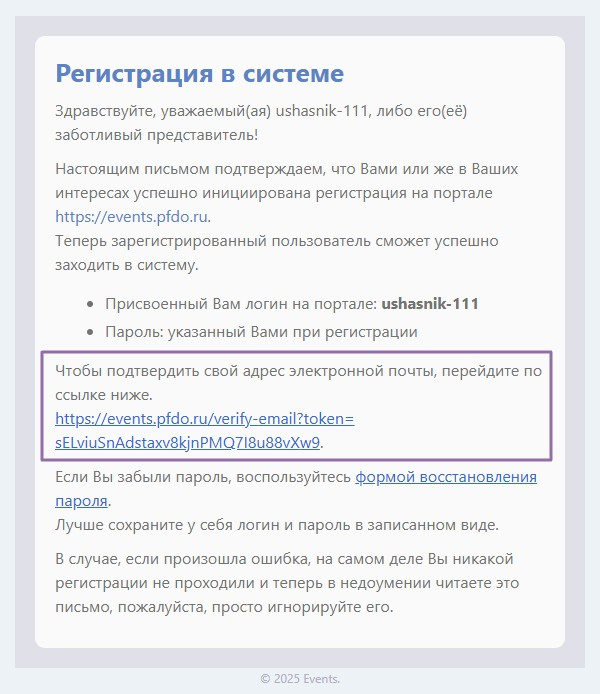 Регистрация в системе
Здравствуйте, уважаемый(ая) ushasnik-111, либо его(её)
заботливый представитель!
Настоящим письмом подтверждаем, что Вами или же в Ваших
интересах успешно инициирована регистрация на портале
https://events.pfdo.ru.
Теперь зарегистрированный пользователь сможет успешно
заходить в систему.
• Присвоенный Вам логин на портале: ushasnik-111
• Пароль: указанный Вами при регистрации
Чтобы подтвердить свой адрес электронной почты, перейдите по
ссылке ниже.
https://events.pfdo.ru/verify-email?token=
sELviuSnAdstaxv8kjnPMQ7I8u88vXw9.
Если Вы забыли пароль, воспользуйтесь формой восстановления
пароля.
Лучше сохраните у себя логин и пароль в записанном виде.
В случае, если произошла ошибка, на самом деле Вы никакой
регистрации не проходили и теперь в недоумении читаете это
письмо, пожалуйста, просто игнорируйте его.
© 2025 Events.